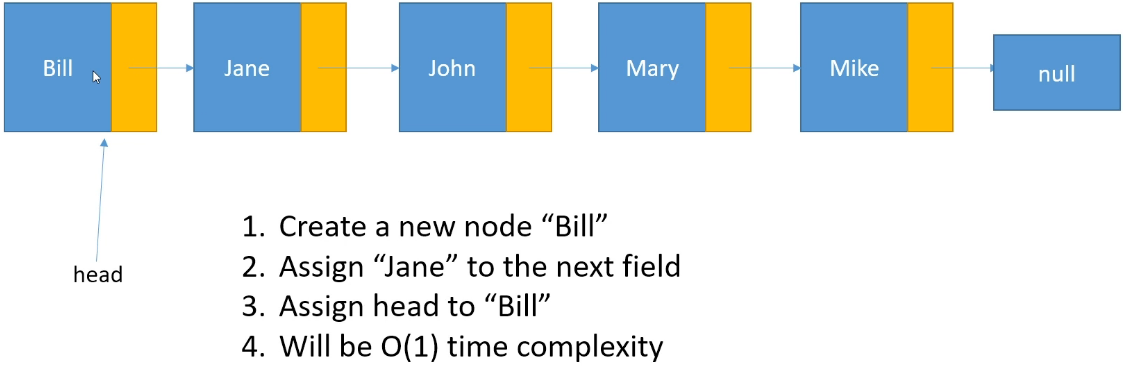 Bill
Jane
John
Mary
Mike
null
head
1. Create a new node “Bill”
2. Assign “Jane” to the next field
3. Assign head to “Bill”
4. Will be O(1) time complexity